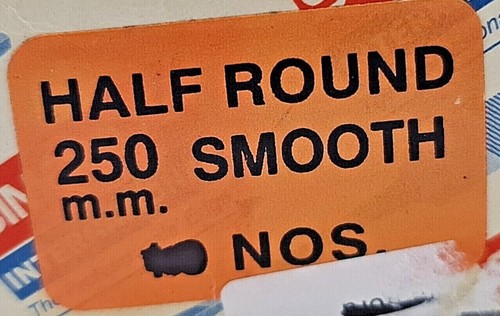 HALF ROUND
250 SMOOTH
m.m.
NOS.